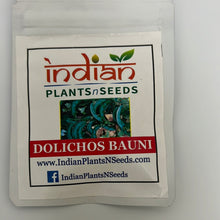 indian
PLANTSnSEEDS
DOLICHOS BAUNI
www.IndianPlantsNSeeds.com
f IndianPlantsNSeeds